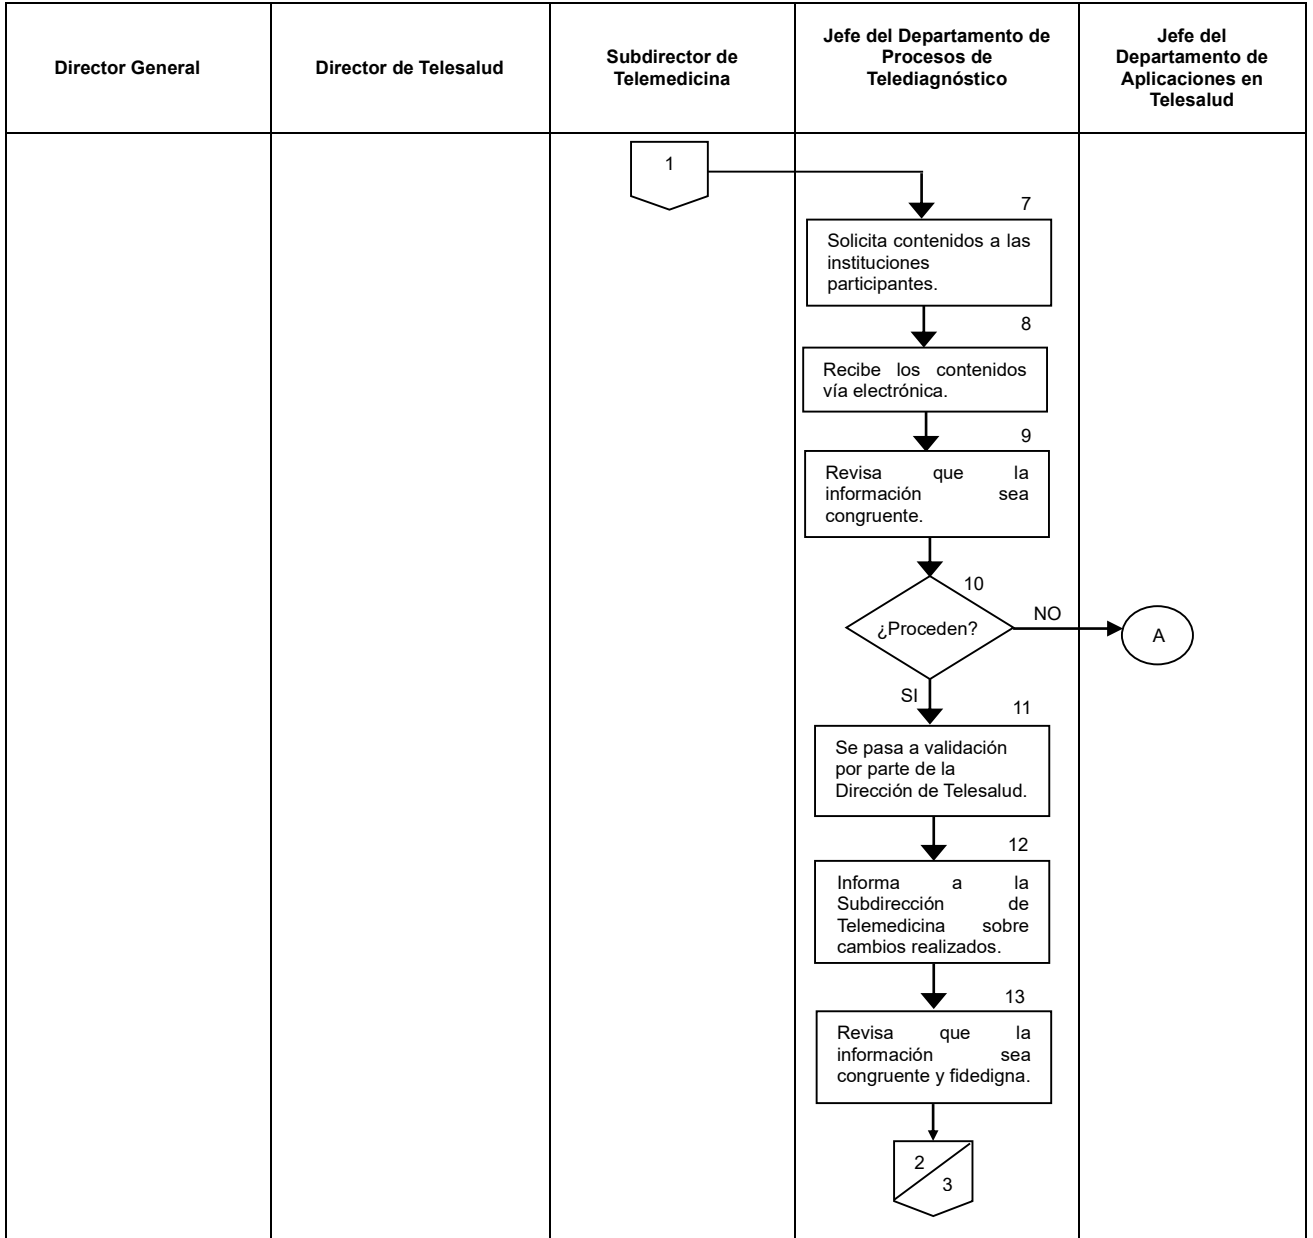 Director General
Director de Telesalud
Subdirector de
Telemedicina
Jefe del Departamento de
Procesos de
Telediagnóstico
Jefe del
Departamento de
Aplicaciones en
Telesalud
1
7
Solicita contenidos a las
instituciones
participantes.
8
Recibe los contenidos
vía electrónica.
9
Revisa que la
información sea
congruente.
10
¿Proceden?
NO
A
SI
11
Se pasa a validación
por parte de la
Dirección de Telesalud.
12
Informa a la
Subdirección de
Telemedicina sobre
cambios realizados.
13
Revisa que la
información sea
congruente y fidedigna.
2
3